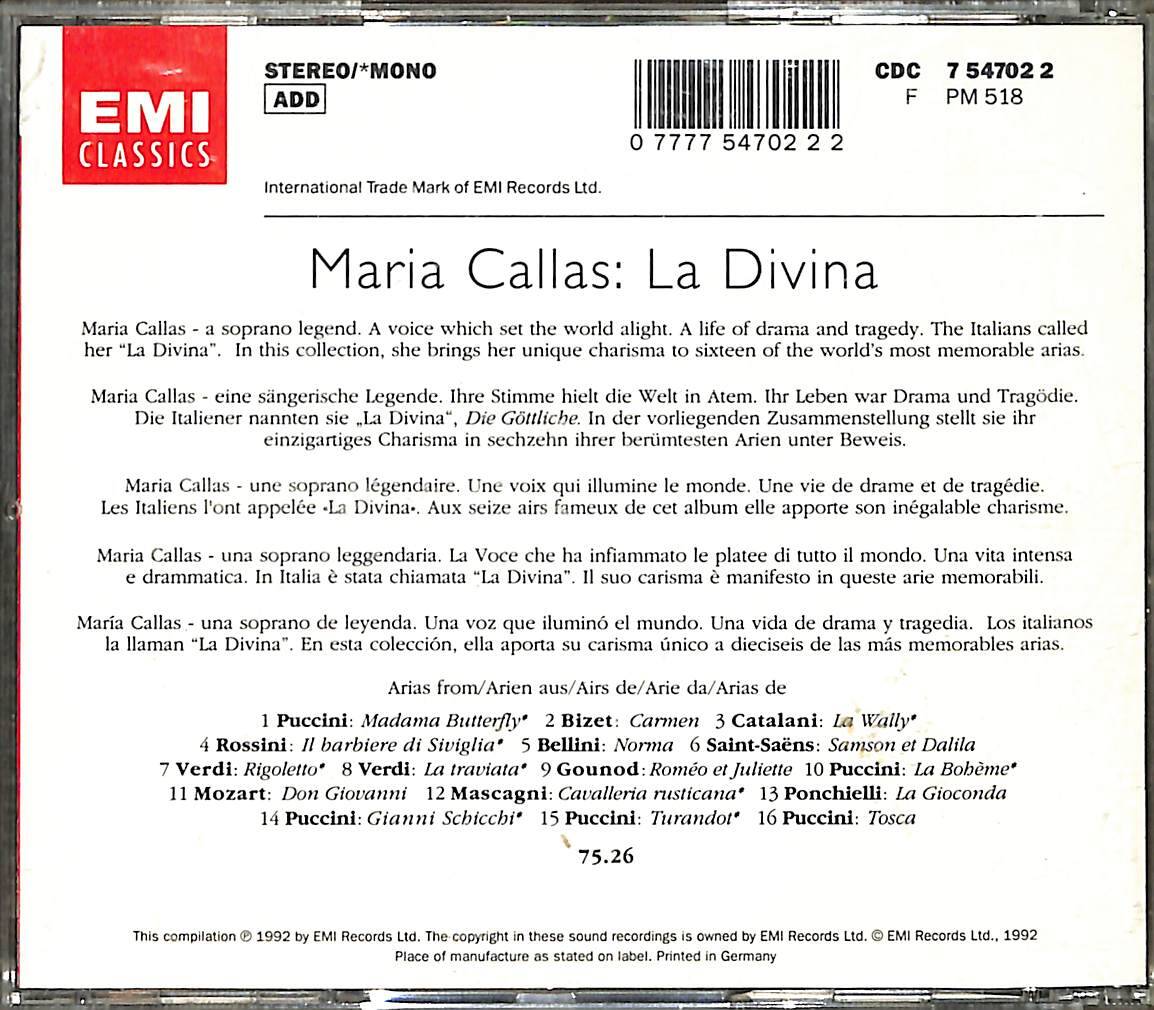 EMI
CLASSICS
STEREO/*MONO
ADD
0 7777 54702 2 2
CDC 7 54702 2
F PM 518
International Trade Mark of EMI Records Ltd.
Maria Callas: La Divina
Maria Callas - a soprano legend. A voice which set the world alight. A life of drama and tragedy. The Italians called
her “La Divina”. In this collection, she brings her unique charisma to sixteen of the world's most memorable arias.
Maria Callas - eine sängerische Legende. Ihre Stimme hielt die Welt in Atem. Ihr Leben war Drama und Tragödie.
Die Italiener nannten sie „La Divina“, Die Göttliche. In der vorliegenden Zusammenstellung stellt sie ihr
einzigartiges Charisma in sechzehn ihrer berümtesten Arien unter Beweis.
Maria Callas - une soprano légendaire. Une voix qui illumine le monde. Une vie de drame et de tragédie.
Les Italiens l'ont appelée «La Divina». Aux seize airs fameux de cet album elle apporte son inégalable charisme.
Maria Callas - una soprano leggendaria. La Voce che ha infiammato le platee di tutto il mondo. Una vita intensa
e drammatica. In Italia è stata chiamata “La Divina”. Il suo carisma è manifesto in queste arie memorabili.
María Callas - una soprano de leyenda. Una voz que iluminó el mundo. Una vida de drama y tragedia. Los italianos
la llaman “La Divina”. En esta colección, ella aporta su carisma único a dieciseis de las más memorables arias.
Arias from/Arien aus/Airs de/Arie da/Arias de
1 Puccini: Madama Butterfly* 2 Bizet: Carmen 3 Catalani: La Wally*
4 Rossini: Il barbiere di Siviglia* 5 Bellini: Norma 6 Saint-Saëns: Samson et Dalila
7 Verdi: Rigoletto* 8 Verdi: La traviata* 9 Gounod: Roméo et Juliette 10 Puccini: La Bohème*
11 Mozart: Don Giovanni 12 Mascagni: Cavalleria rusticana* 13 Ponchielli: La Gioconda
14 Puccini: Gianni Schicchi* 15 Puccini: Turandot* 16 Puccini: Tosca
75.26
This compilation ℗ 1992 by EMI Records Ltd. The copyright in these sound recordings is owned by EMI Records Ltd. © EMI Records Ltd., 1992
Place of manufacture as stated on label. Printed in Germany